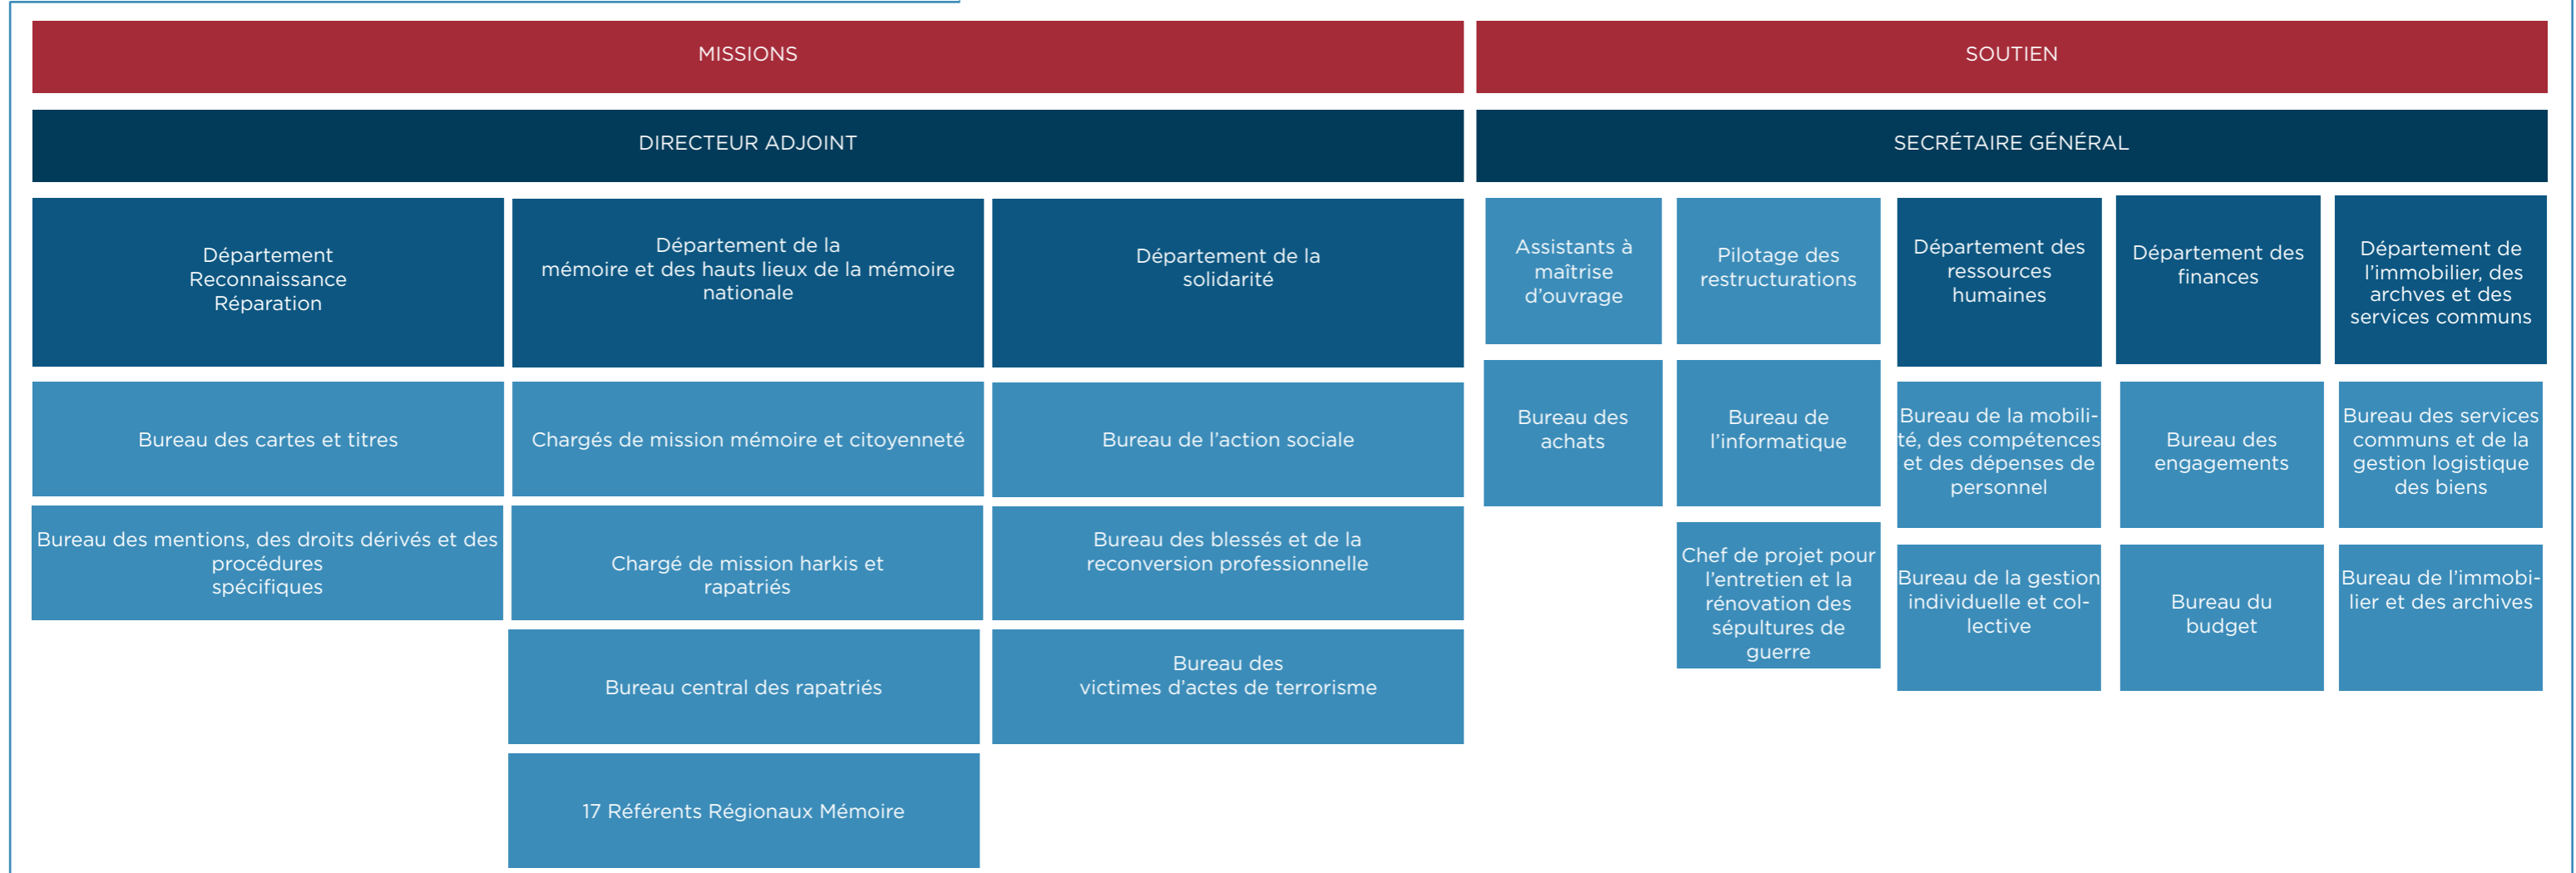 MISSIONS
SOUTIEN
DIRECTEUR ADJOINT
SECRÉTAIRE GÉNÉRAL
Département
Reconnaissance
Réparation
Département de la
mémoire et des hauts lieux de la mémoire
nationale
Département de la
solidarité
Assistants à
maîtrise
d’ouvrage
Pilotage des
restructurations
Département des
ressources
humaines
Département des
finances
Département de
l’immobilier, des
archves et des
services communs
Bureau des cartes et titres
Chargés de mission mémoire et citoyenneté
Bureau de l’action sociale
Bureau des
achats
Bureau de
l’informatique
Bureau de la mobili-
té, des compétences
et des dépenses de
personnel
Bureau des
engagements
Bureau des services
communs et de la
gestion logistique
des biens
Bureau des mentions, des droits dérivés et des
procédures
spécifiques
Chargé de mission harkis et
rapatriés
Bureau des blessés et de la
reconversion professionnelle
Chef de projet pour
l’entretien et la
rénovation des
sépultures de
guerre
Bureau de la gestion
individuelle et col-
lective
Bureau du
budget
Bureau de l’immobi-
lier et des archives
Bureau central des rapatriés
Bureau des
victimes d’actes de terrorisme
17 Référents Régionaux Mémoire